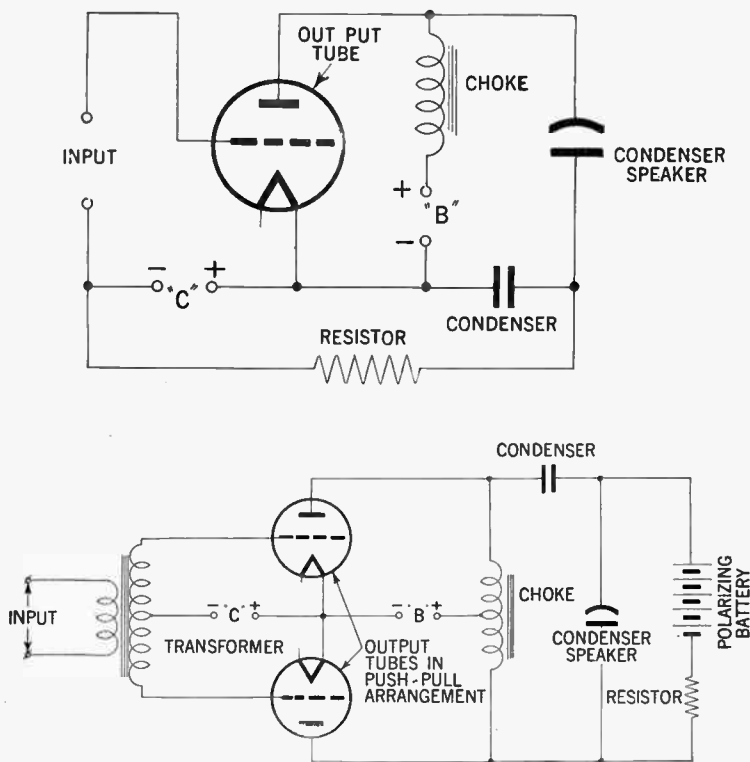 OUT PUT
TUBE
CHOKE
INPUT
CONDENSER
SPEAKER
+
"B"
−
− "C" +
CONDENSER
RESISTOR
CONDENSER
INPUT
TRANSFORMER
− "C" +
− "B" +
CHOKE
OUTPUT
TUBES IN
PUSH-PULL
ARRANGEMENT
CONDENSER
SPEAKER
POLARIZING
BATTERY
RESISTOR